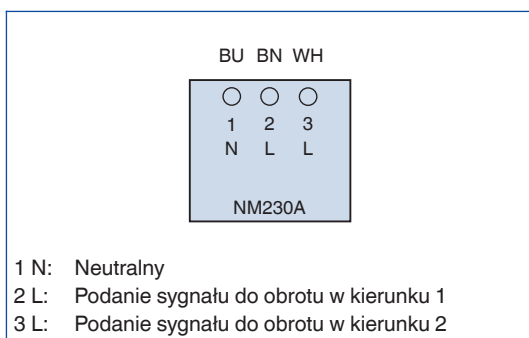 BU BN WH
1 2 3
N L L
NM230A
1 N: Neutralny
2 L: Podanie sygnału do obrotu w kierunku 1
3 L: Podanie sygnału do obrotu w kierunku 2